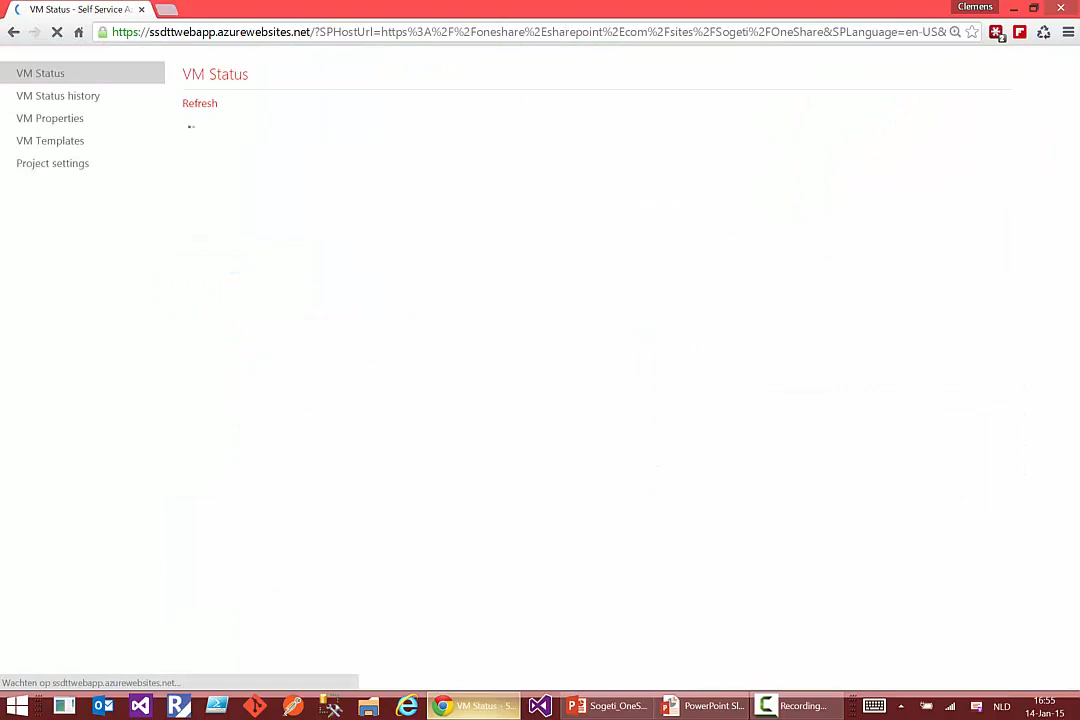 VM Status - Self Service A
Clemens
https://ssdttwebapp.azurewebsites.net/?SPHostUrl=https%3A%2F%2Foneshare%2Esharepoint%2Ecom%2Fsites%2FSogeti%2FOneShare&SPLanguage=en-US&
2
VM Status
VM Status history
VM Properties
VM Templates
Project settings
VM Status
Refresh
Wachten op ssdttwebapp.azurewebsites.net...
VM Status - S...
Sogeti_OneS...
PowerPoint Sl...
Recording...
NLD
16:55
14-Jan-15